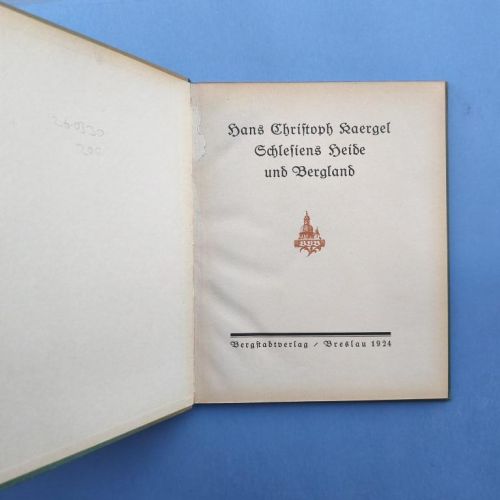 Hans Christoph Kaergel
Schlesiens Heide
und Bergland
BVB
Bergstadtverlag / Breslau 1924